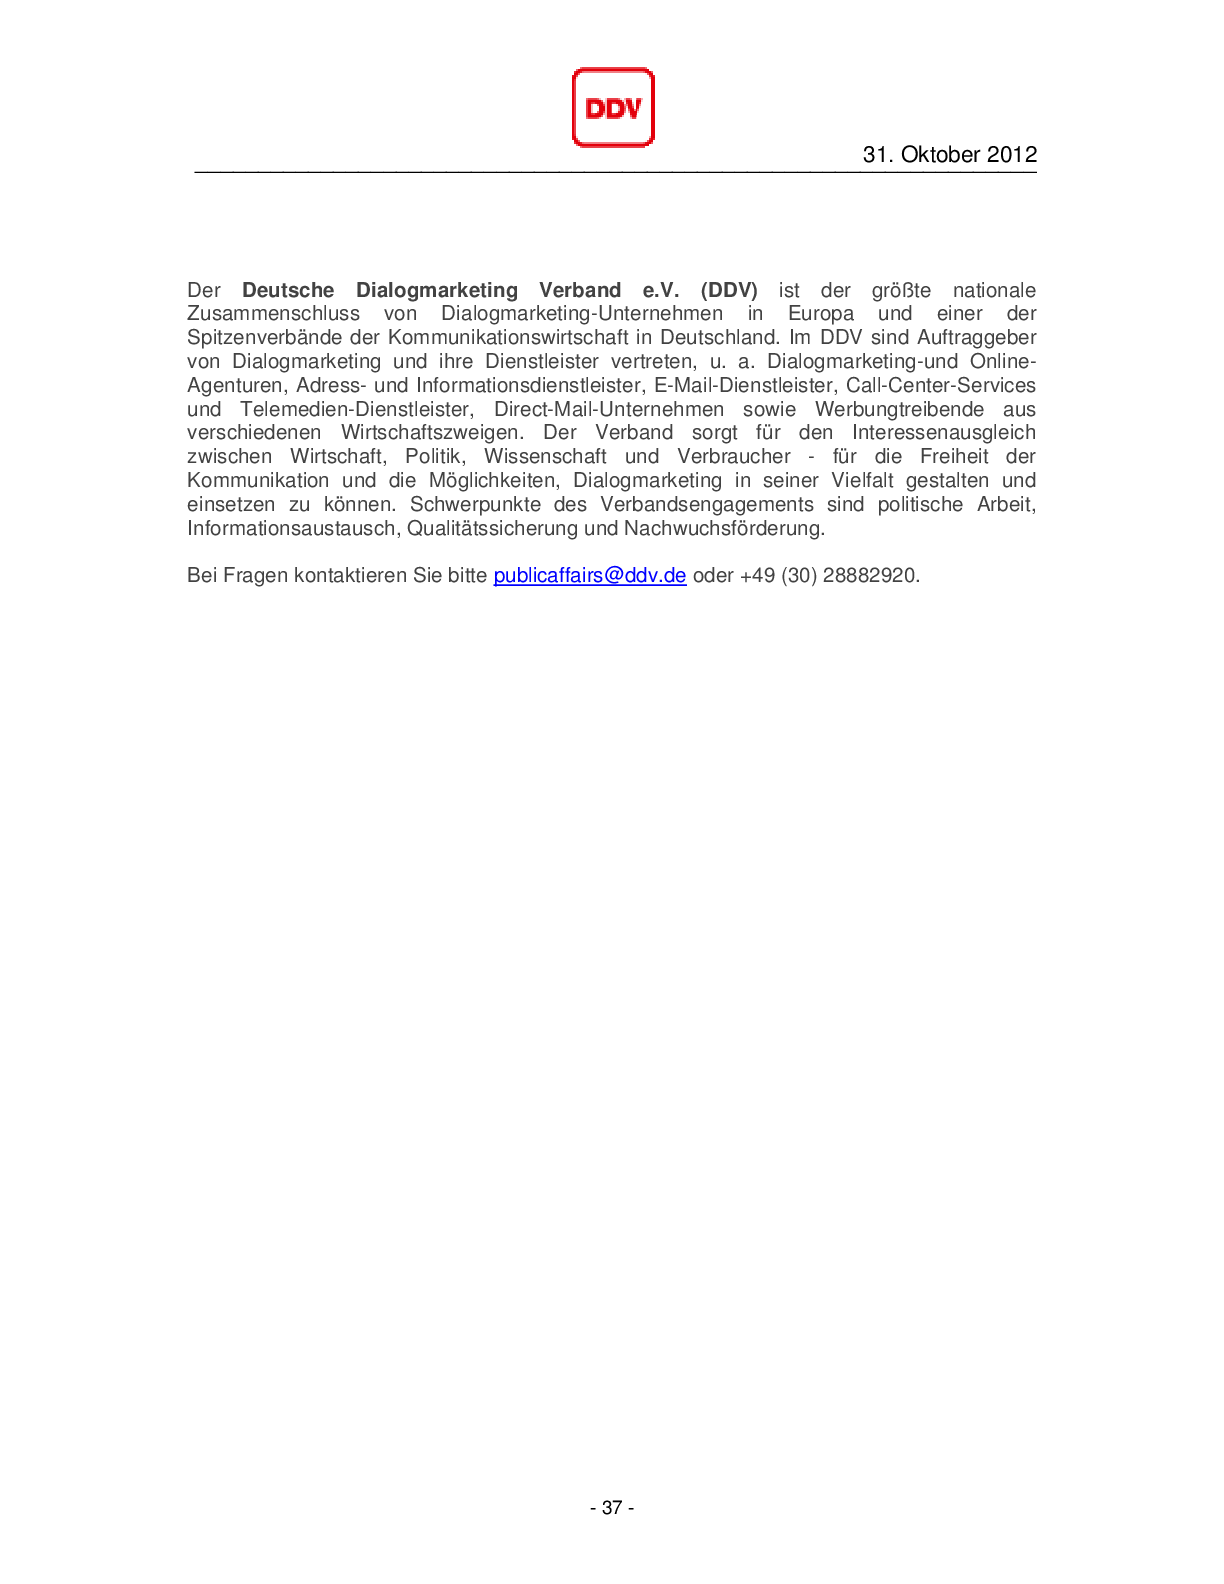 DDV
31. Oktober 2012
Der Deutsche Dialogmarketing Verband e.V. (DDV) ist der größte nationale
Zusammenschluss von Dialogmarketing-Unternehmen in Europa und einer der
Spitzenverbände der Kommunikationswirtschaft in Deutschland. Im DDV sind Auftraggeber
von Dialogmarketing und ihre Dienstleister vertreten, u. a. Dialogmarketing-und Online-
Agenturen, Adress- und Informationsdienstleister, E-Mail-Dienstleister, Call-Center-Services
und Telemedien-Dienstleister, Direct-Mail-Unternehmen sowie Werbungtreibende aus
verschiedenen Wirtschaftszweigen. Der Verband sorgt für den Interessenausgleich
zwischen Wirtschaft, Politik, Wissenschaft und Verbraucher - für die Freiheit der
Kommunikation und die Möglichkeiten, Dialogmarketing in seiner Vielfalt gestalten und
einsetzen zu können. Schwerpunkte des Verbandsengagements sind politische Arbeit,
Informationsaustausch, Qualitätssicherung und Nachwuchsförderung.
Bei Fragen kontaktieren Sie bitte publicaffairs@ddv.de oder +49 (30) 28882920.
- 37 -